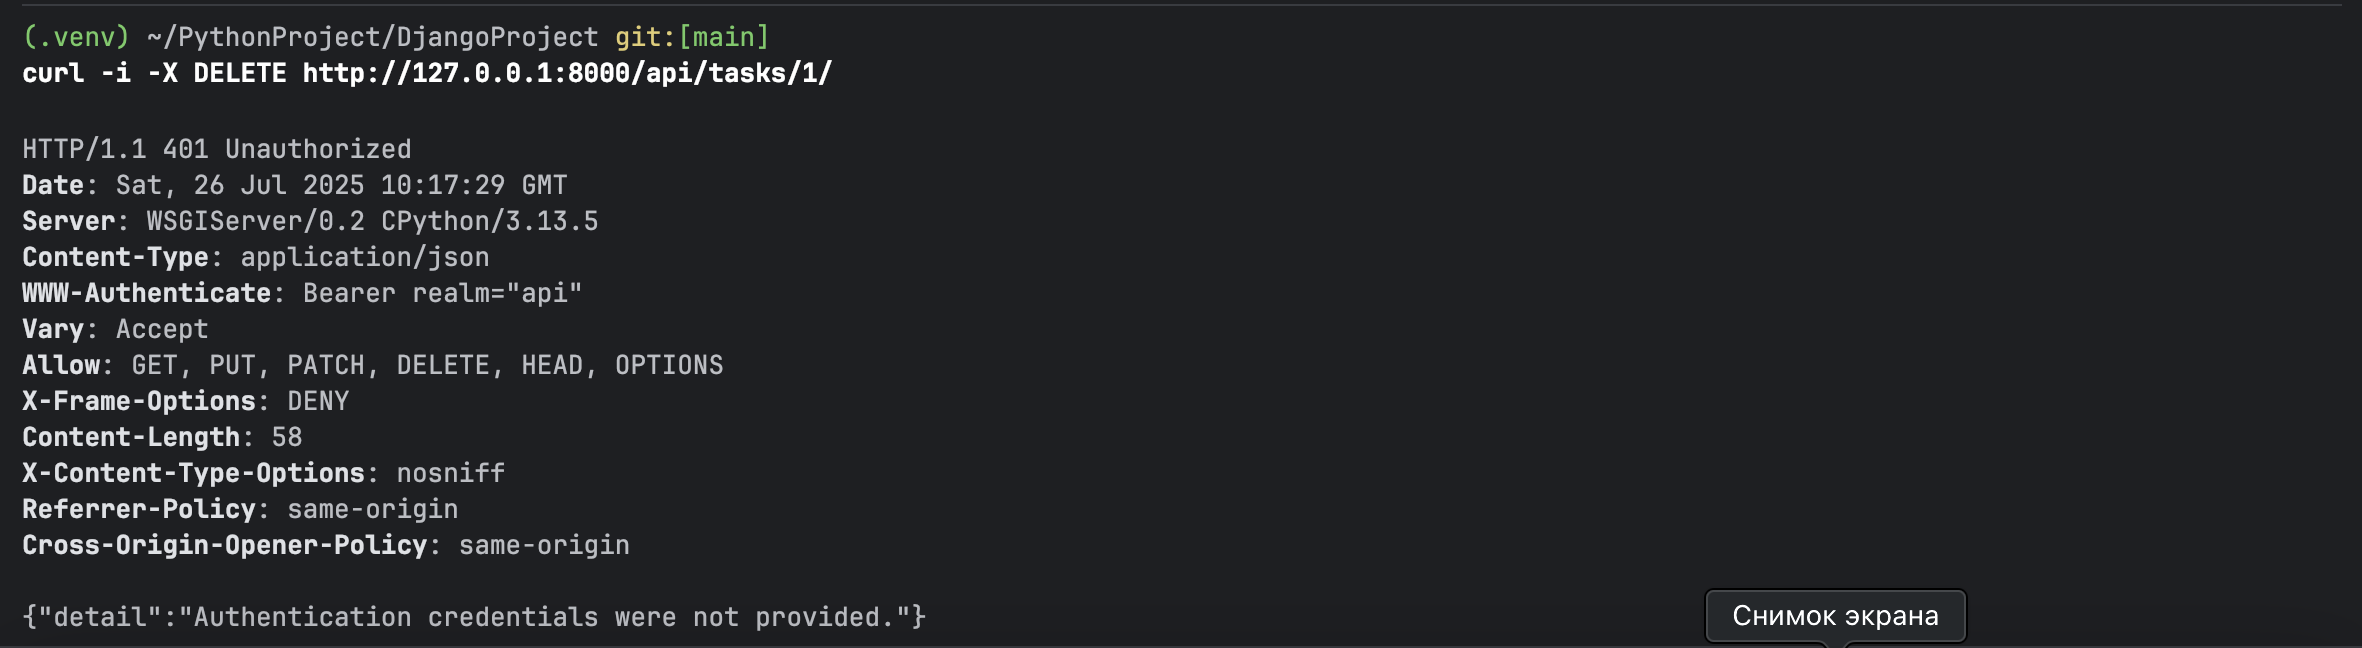 (.venv) ~/PythonProject/DjangoProject git:[main]
curl -i -X DELETE http://127.0.0.1:8000/api/tasks/1/
HTTP/1.1 401 Unauthorized
Date: Sat, 26 Jul 2025 10:17:29 GMT
Server: WSGIServer/0.2 CPython/3.13.5
Content-Type: application/json
WWW-Authenticate: Bearer realm="api"
Vary: Accept
Allow: GET, PUT, PATCH, DELETE, HEAD, OPTIONS
X-Frame-Options: DENY
Content-Length: 58
X-Content-Type-Options: nosniff
Referrer-Policy: same-origin
Cross-Origin-Opener-Policy: same-origin
{"detail":"Authentication credentials were not provided."}
Снимок экрана